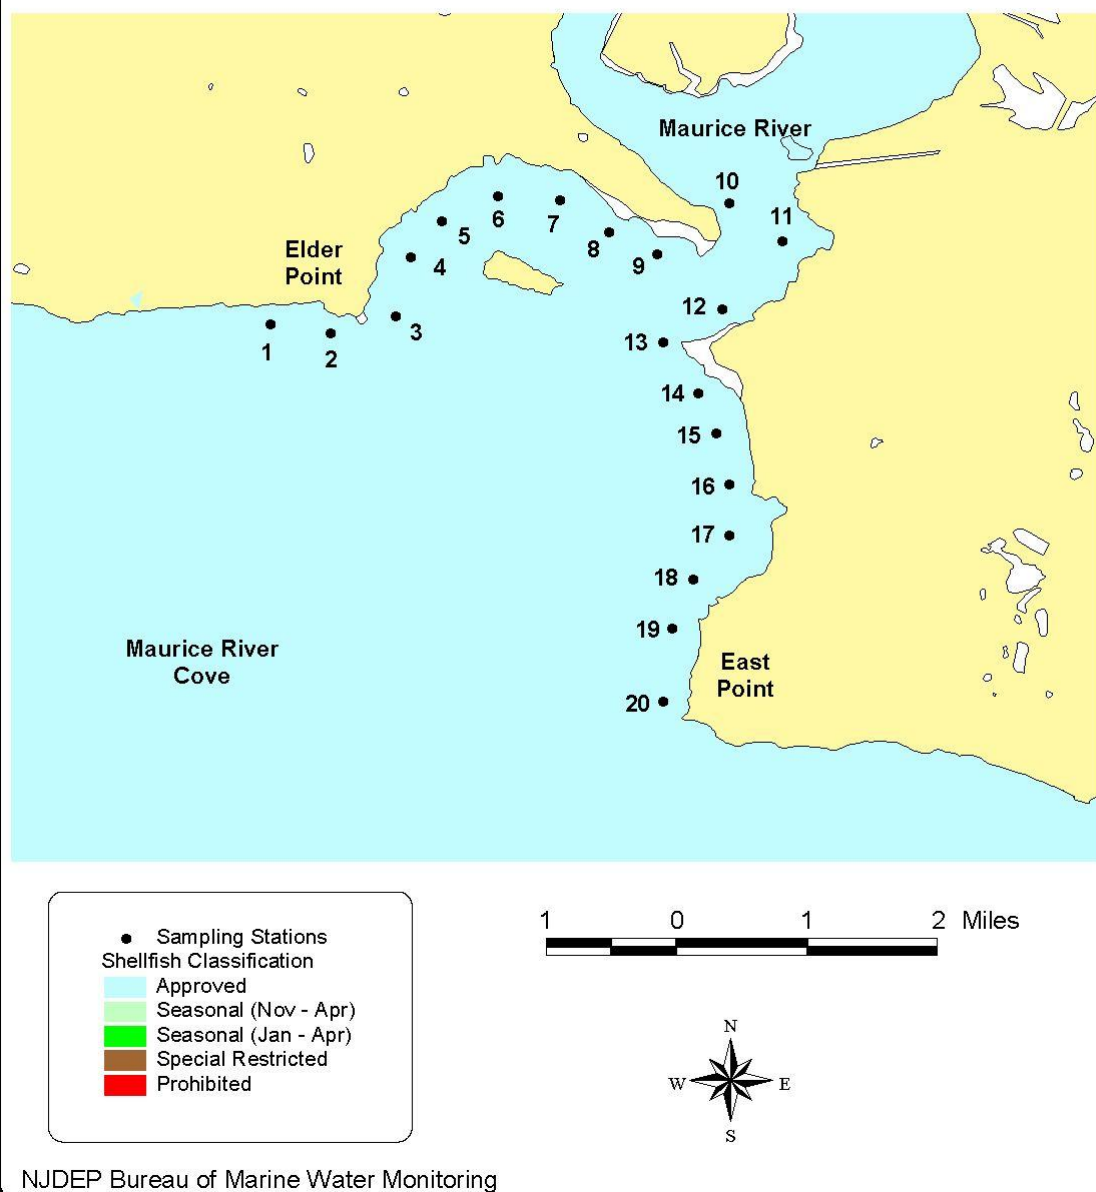 Maurice River
10
11
6
7
5
8
Elder
Point
4
9
12
3
13
1
2
14
15
16
17
18
19
Maurice River
Cove
East
Point
20
Sampling Stations
Shellfish Classification
Approved
Seasonal (Nov - Apr)
Seasonal (Jan - Apr)
Special Restricted
Prohibited
1 0 1 2 Miles
N
W E
S
NJDEP Bureau of Marine Water Monitoring